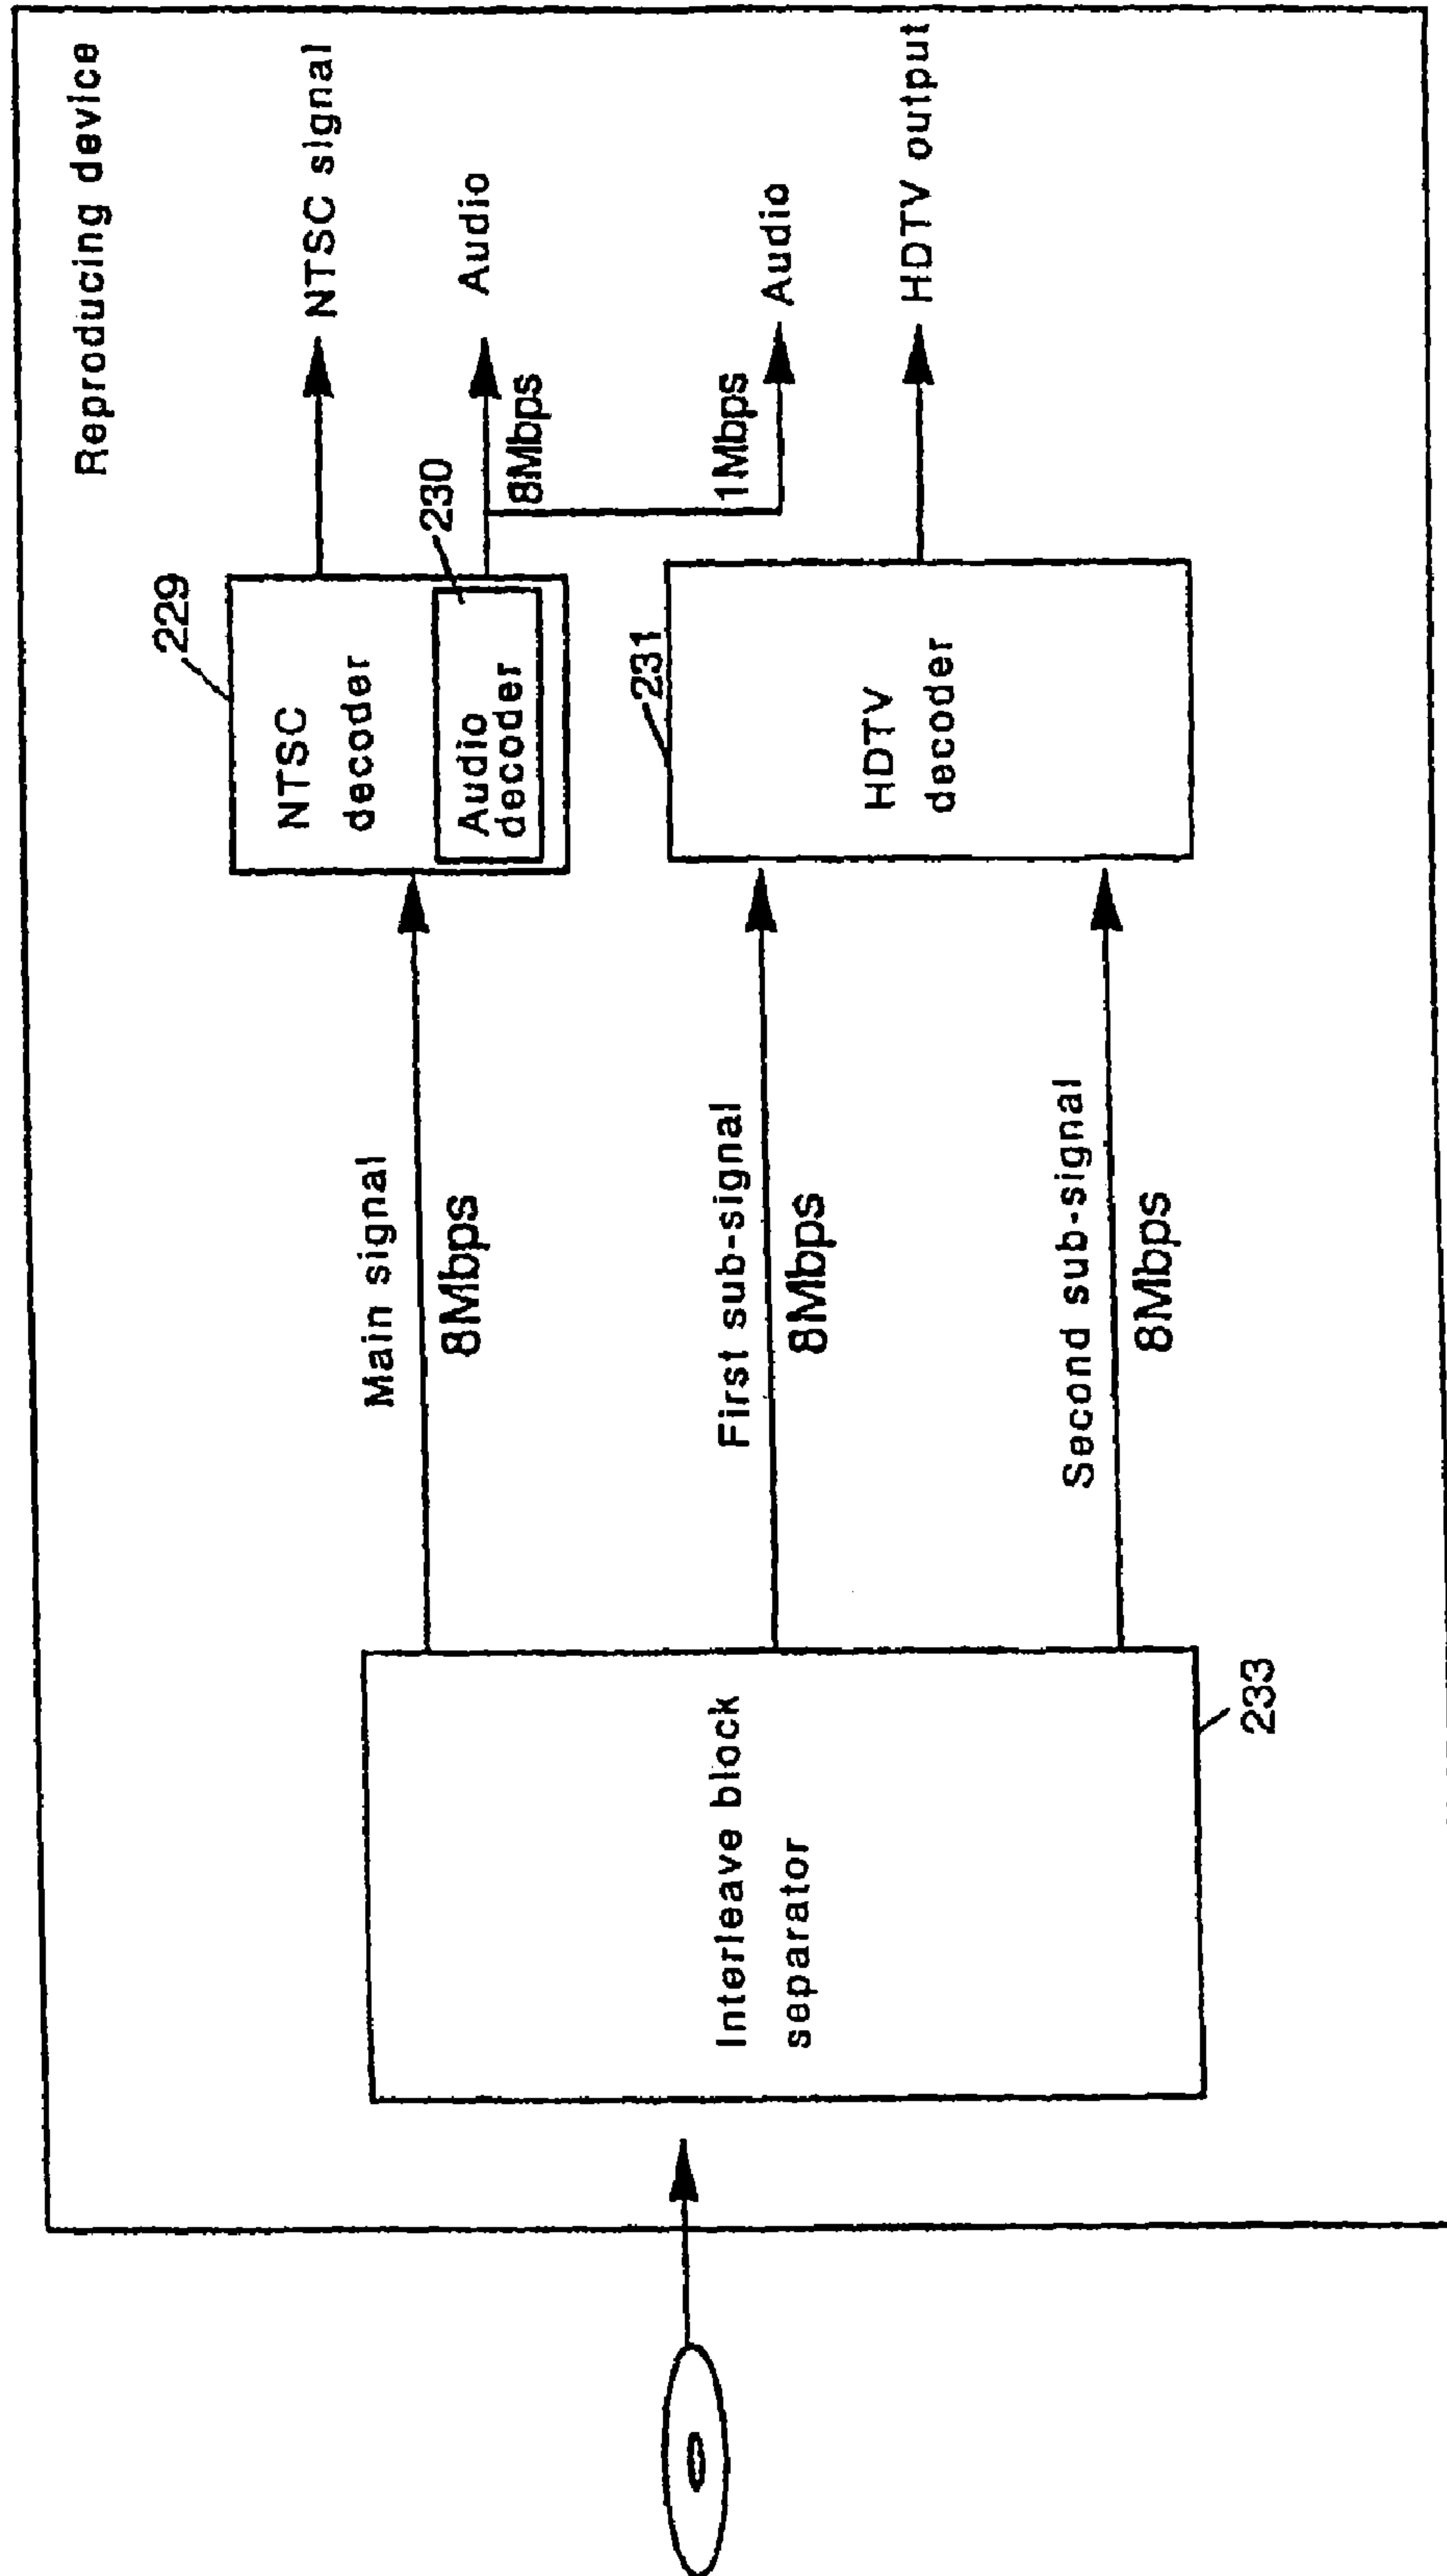 Reproducing device
Interleave block
separator
233
Main signal
8Mbps
First sub-signal
8Mbps
Second sub-signal
8Mbps
229
NTSC
decoder
Audio
decoder
230
231
HDTV
decoder
NTSC signal
Audio
8Mbps
1Mbps
Audio
HDTV output